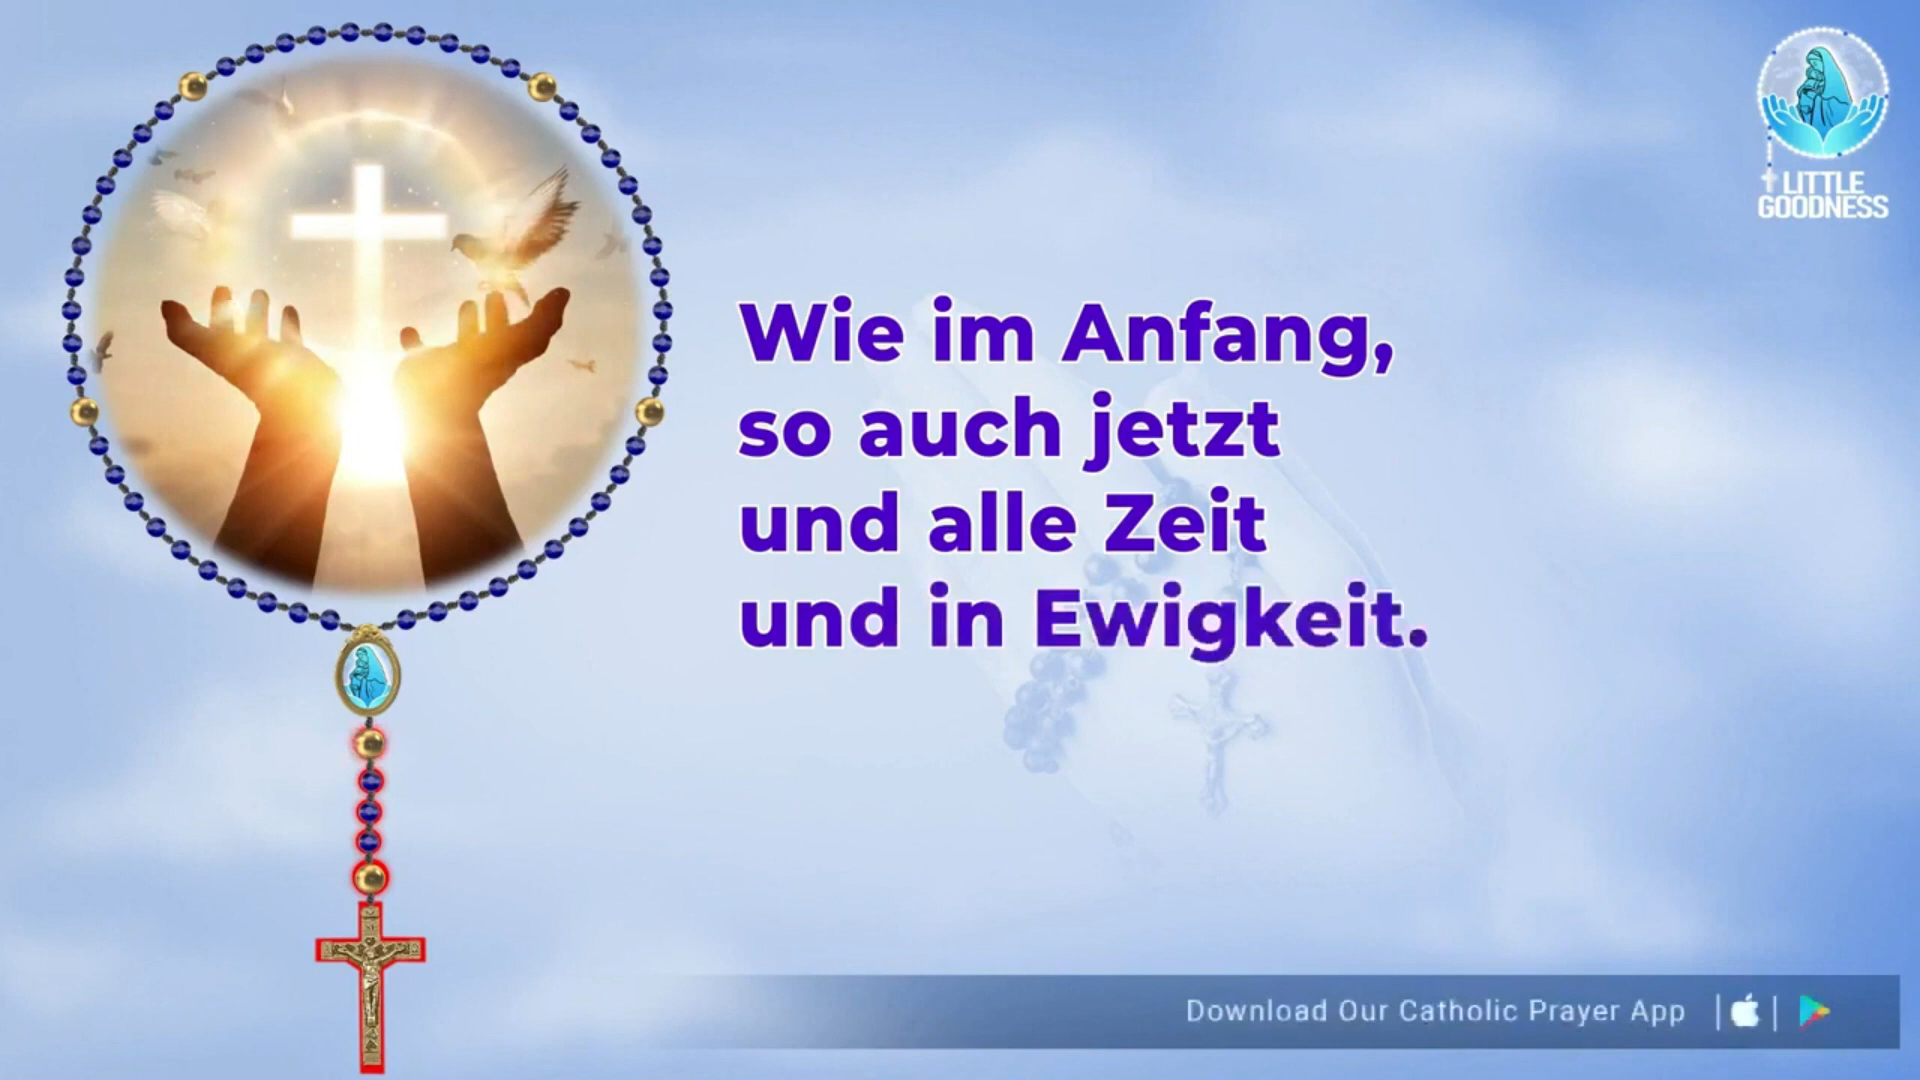 LITTLE
GOODNESS
Wie im Anfang,
so auch jetzt
und alle Zeit
und in Ewigkeit.
Download Our Catholic Prayer App